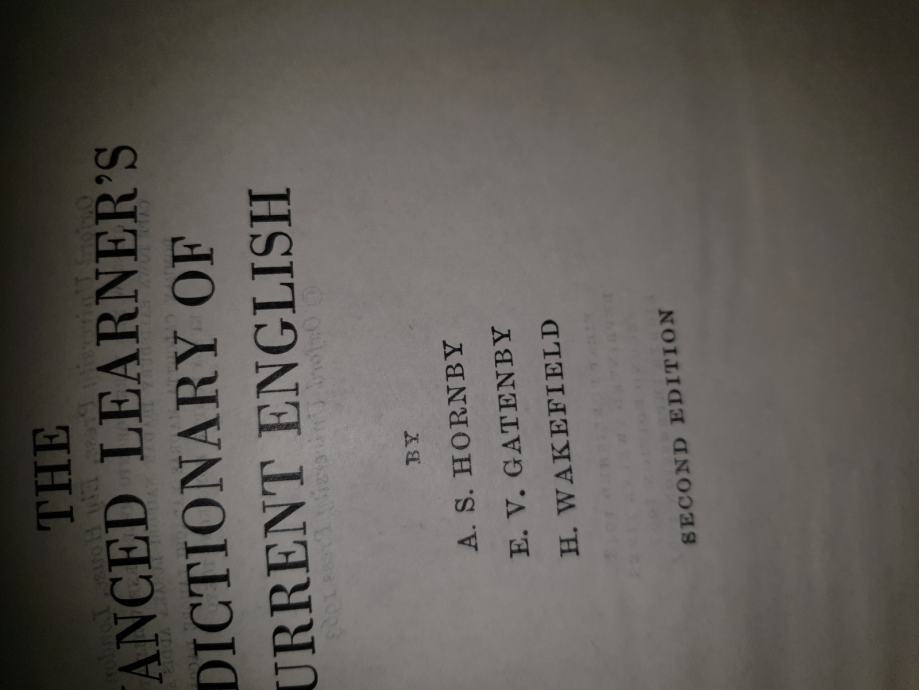 THE
ANCED LEARNER'S
DICTIONARY OF
URRENT ENGLISH
BY
A. S. HORNBY
E. V. GATENBY
H. WAKEFIELD
SECOND EDITION